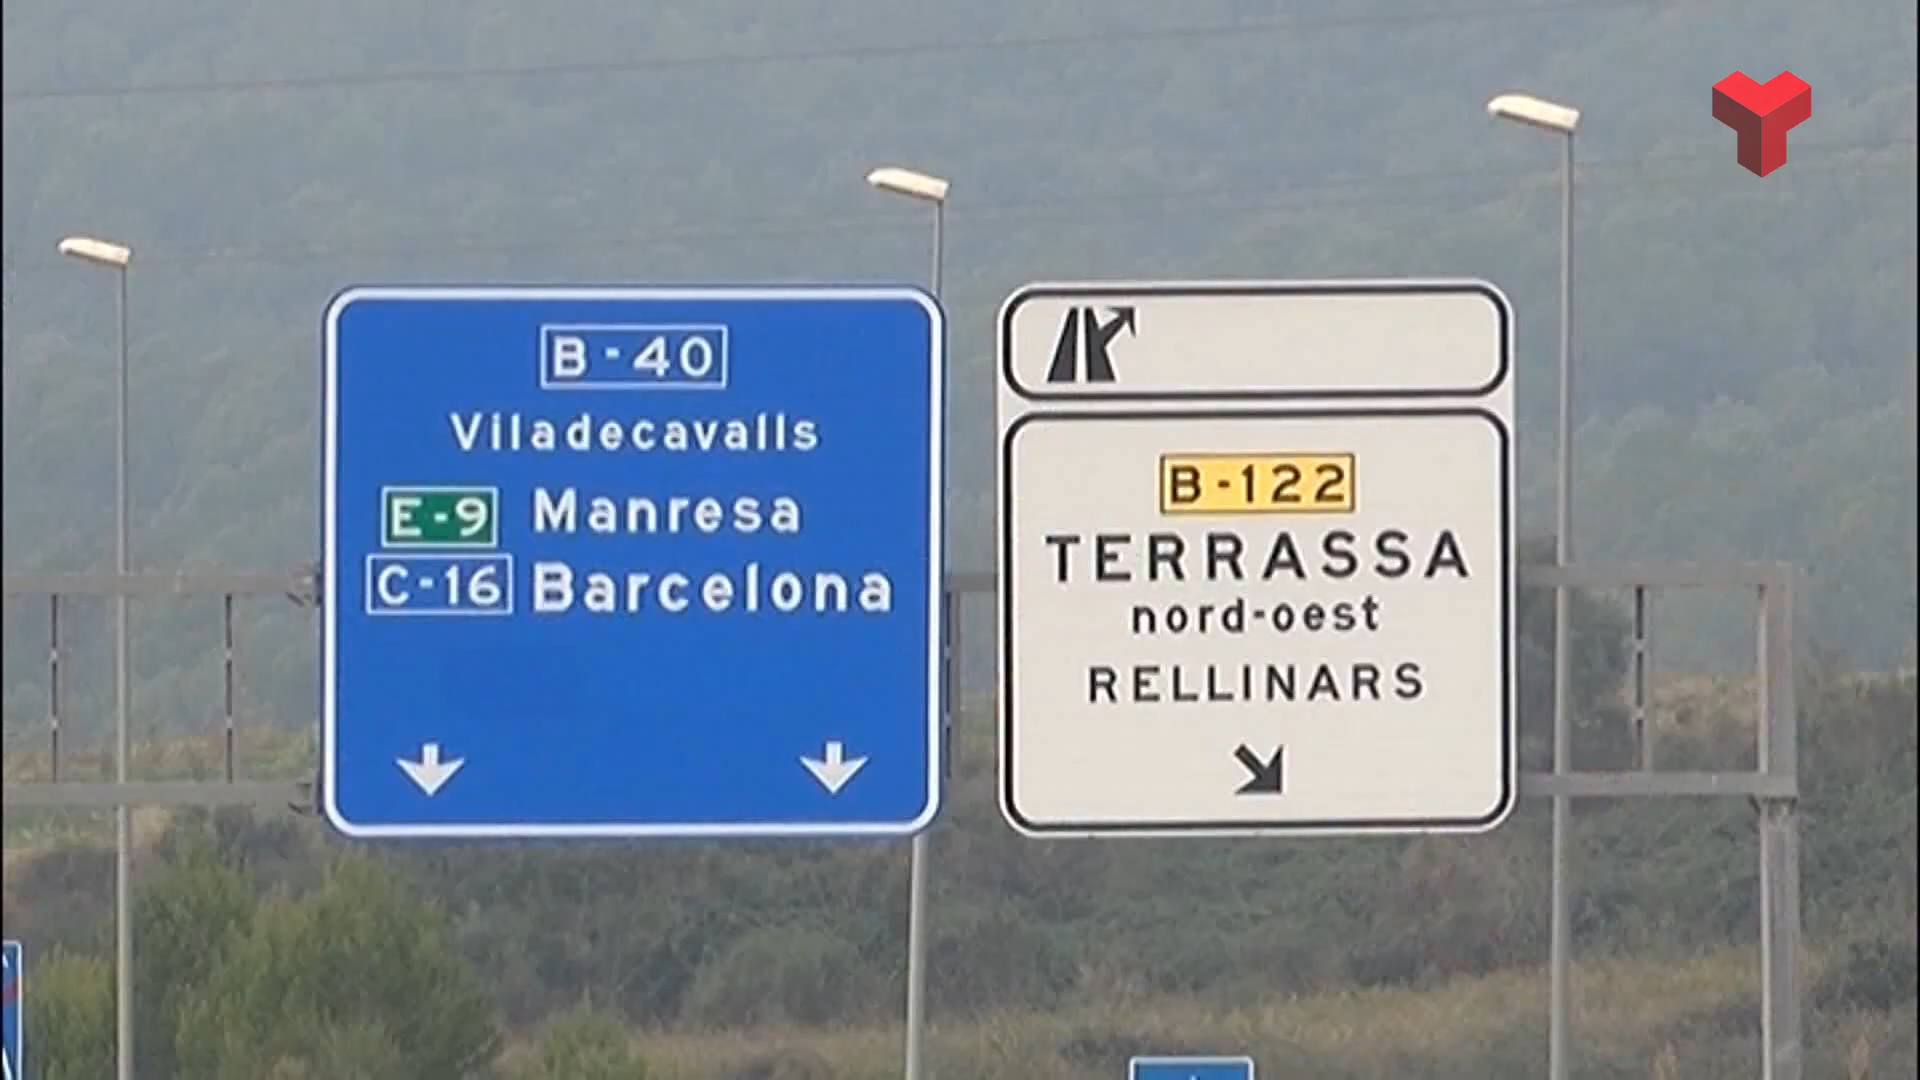 B-40
Viladecavalls
E-9 Manresa
C-16 Barcelona
B-122
TERRASSA
nord-oest
RELLINARS